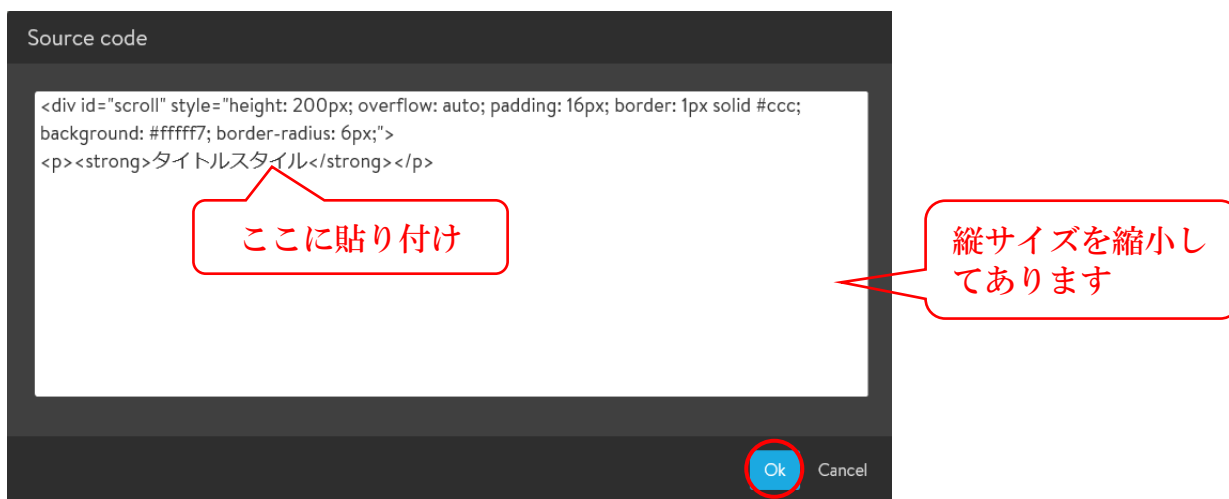 Source code
<div id="scroll" style="height: 200px; overflow: auto; padding: 16px; border: 1px solid #ccc;
background: #fffff7; border-radius: 6px;">
<p><strong>タイトルスタイル</strong></p>
ここに貼り付け
縦サイズを縮小し
てあります
Ok Cancel